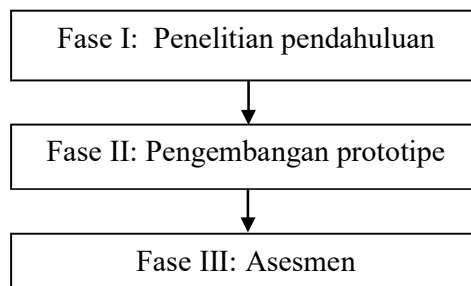 Fase I: Penelitian pendahuluan
Fase II: Pengembangan prototipe
Fase III: Asesmen